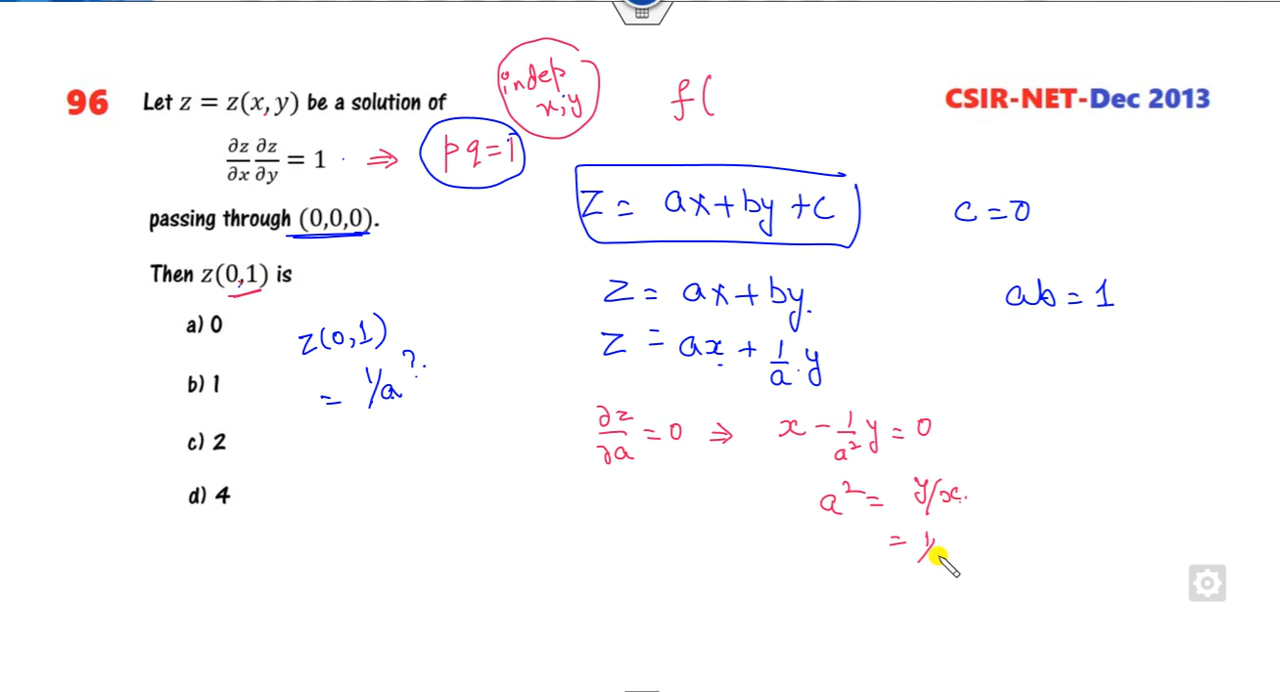 96 Let z = z(x, y) be a solution of
indep
x, y
f(
CSIR-NET-Dec 2013
∂z/∂x ∂z/∂y = 1 . ⇒ pq=1
passing through (0,0,0).
z = ax+by+c
c=0
Then z(0,1) is
z = ax+by.
ab = 1
a) 0
z(0,1)
= 1/a ?.
z = ax + 1/a . y
b) 1
∂z/∂a = 0 ⇒ x - 1/a² y = 0
c) 2
a² = y/x.
d) 4
= 1/